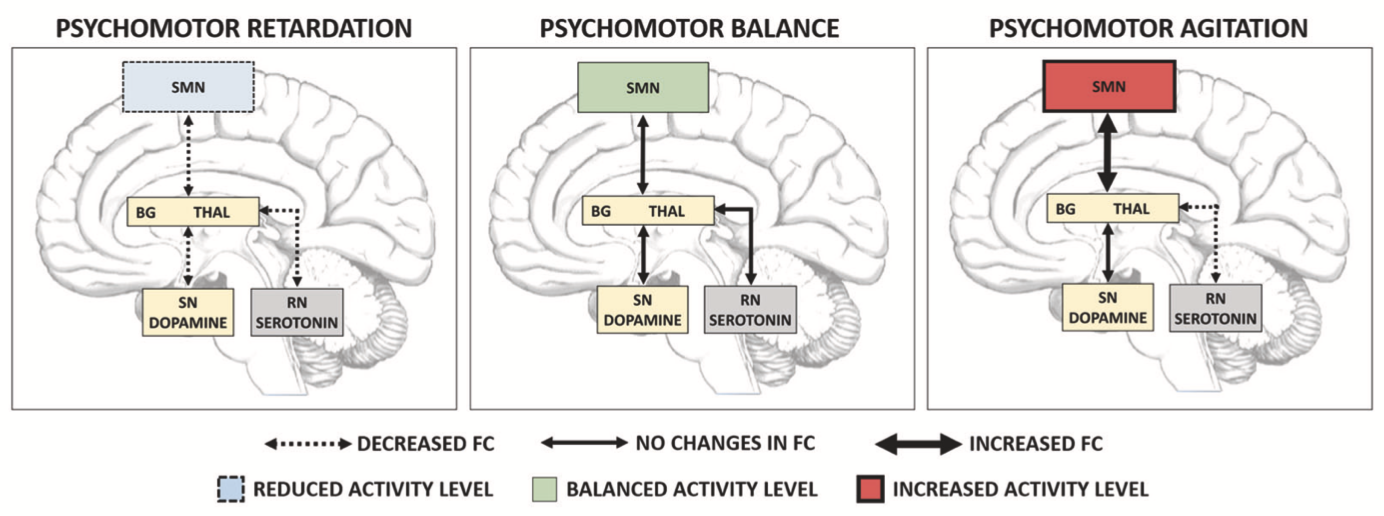 PSYCHOMOTOR RETARDATION
SMN
BG THAL
SN
DOPAMINE
RN
SEROTONIN
PSYCHOMOTOR BALANCE
SMN
BG THAL
SN
DOPAMINE
RN
SEROTONIN
PSYCHOMOTOR AGITATION
SMN
BG THAL
SN
DOPAMINE
RN
SEROTONIN
DECREASED FC
NO CHANGES IN FC
INCREASED FC
REDUCED ACTIVITY LEVEL
BALANCED ACTIVITY LEVEL
INCREASED ACTIVITY LEVEL